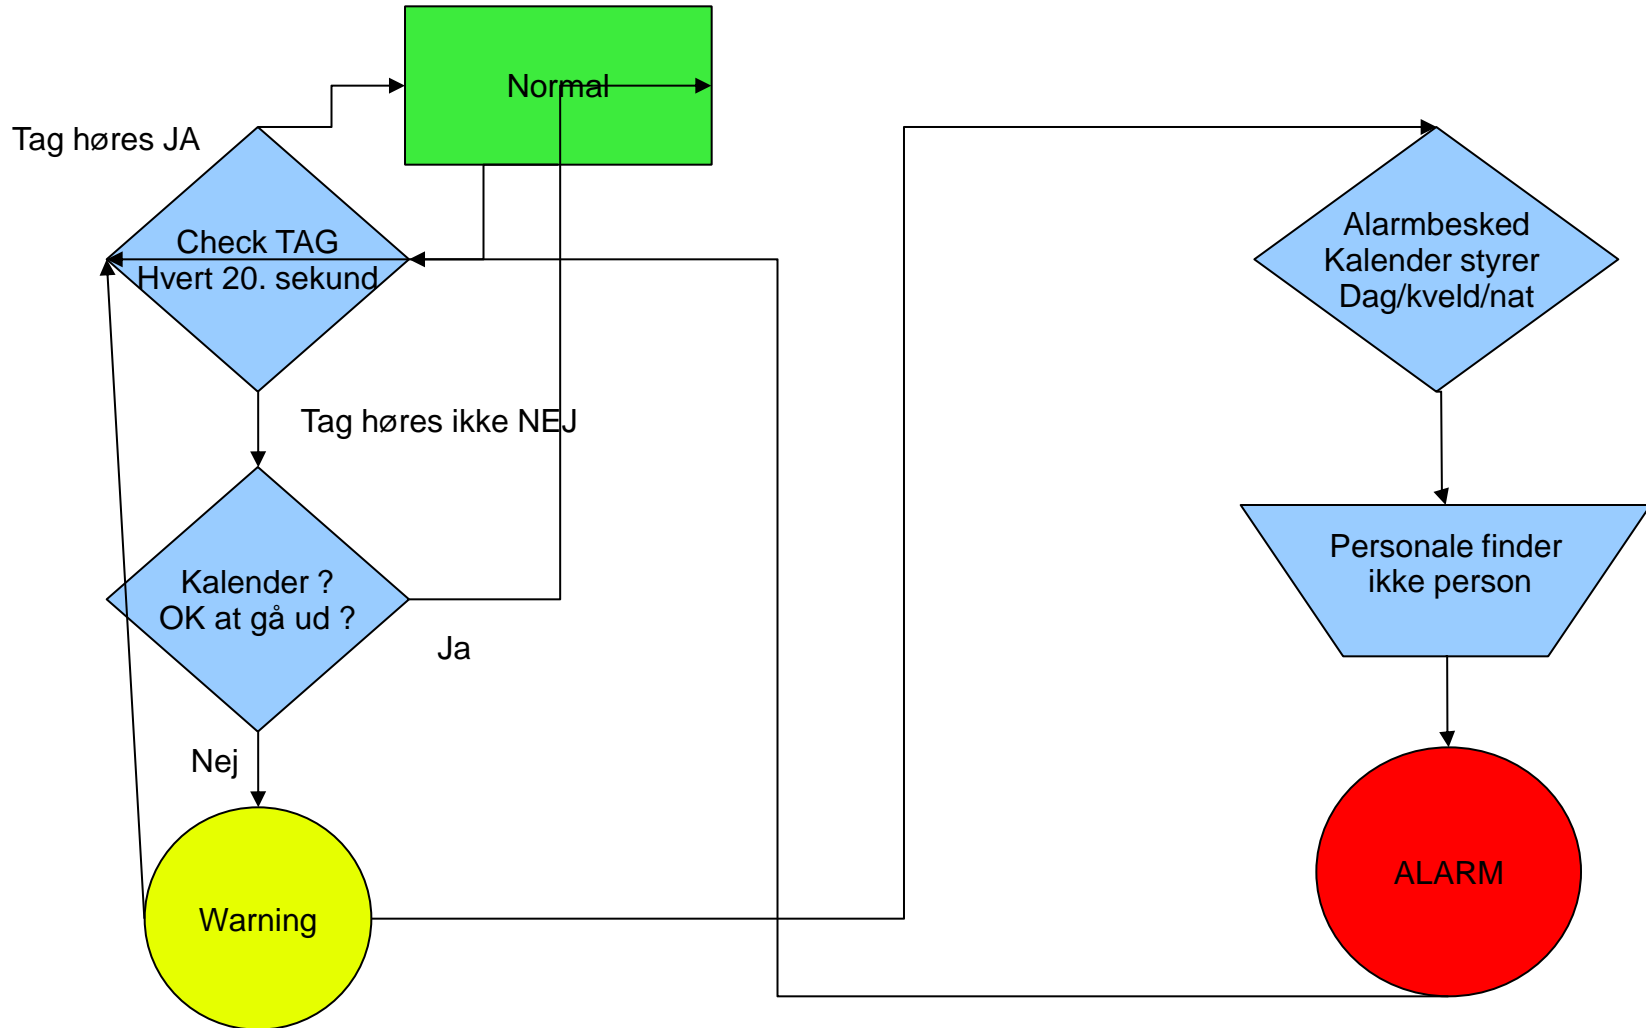 Normal
Tag høres JA
Check TAG
Hvert 20. sekund
Alarmbesked
Kalender styrer
Dag/kveld/nat
Tag høres ikke NEJ
Personale finder
ikke person
Kalender ?
OK at gå ud ?
Ja
Nej
Warning
ALARM